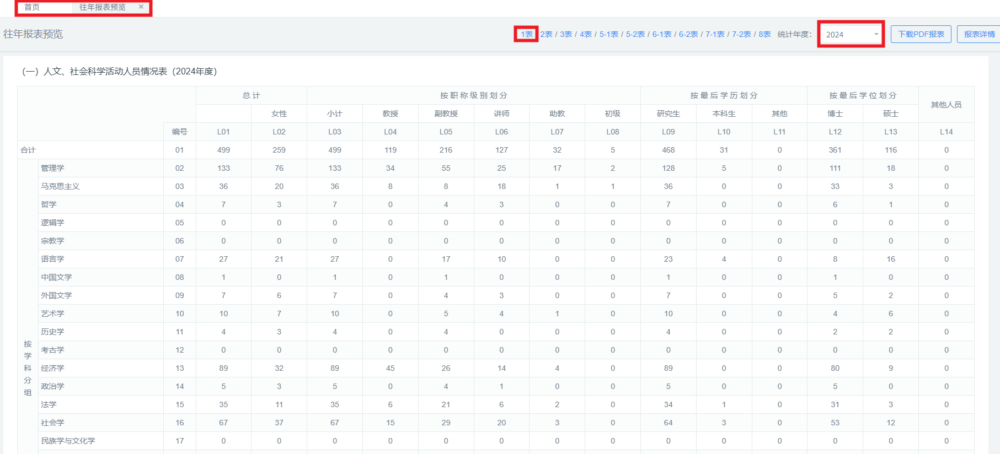 首页 往年报表预览 ×
往年报表预览 1表 / 2表 / 3表 / 4表 / 5-1表 / 5-2表 / 6-1表 / 6-2表 / 7-1表 / 7-2表 / 8表 统计年度： 2024 下载PDF报表 报表详情
（一）人文、社会科学活动人员情况表（2024年度）
总计 按职称级别划分 按最后学历划分 按最后学位划分 其他人员
女性 小计 教授 副教授 讲师 助教 初级 研究生 本科生 其他 博士 硕士
编号 L01 L02 L03 L04 L05 L06 L07 L08 L09 L10 L11 L12 L13 L14
合计 01 499 259 499 119 216 127 32 5 468 31 0 361 116 0
按学科分组
管理学 02 133 76 133 34 55 25 17 2 128 5 0 111 18 0
马克思主义 03 36 20 36 8 8 18 1 1 36 0 0 33 3 0
哲学 04 7 3 7 0 4 3 0 0 7 0 0 6 1 0
逻辑学 05 0 0 0 0 0 0 0 0 0 0 0 0 0 0
宗教学 06 0 0 0 0 0 0 0 0 0 0 0 0 0 0
语言学 07 27 21 27 0 17 10 0 0 23 4 0 8 16 0
中国文学 08 1 0 1 0 1 0 0 0 1 0 0 1 0 0
外国文学 09 7 6 7 0 4 3 0 0 7 0 0 5 2 0
艺术学 10 10 7 10 0 5 4 1 0 10 0 0 4 6 0
历史学 11 4 3 4 0 4 0 0 0 4 0 0 2 2 0
考古学 12 0 0 0 0 0 0 0 0 0 0 0 0 0 0
经济学 13 89 32 89 45 26 14 4 0 89 0 0 80 9 0
政治学 14 5 3 5 0 4 1 0 0 5 0 0 5 0 0
法学 15 35 11 35 6 21 6 2 0 34 1 0 31 3 0
社会学 16 67 37 67 15 29 20 3 0 64 3 0 53 12 0
民族学与文化学 17 0 0 0 0 0 0 0 0 0 0 0 0 0 0